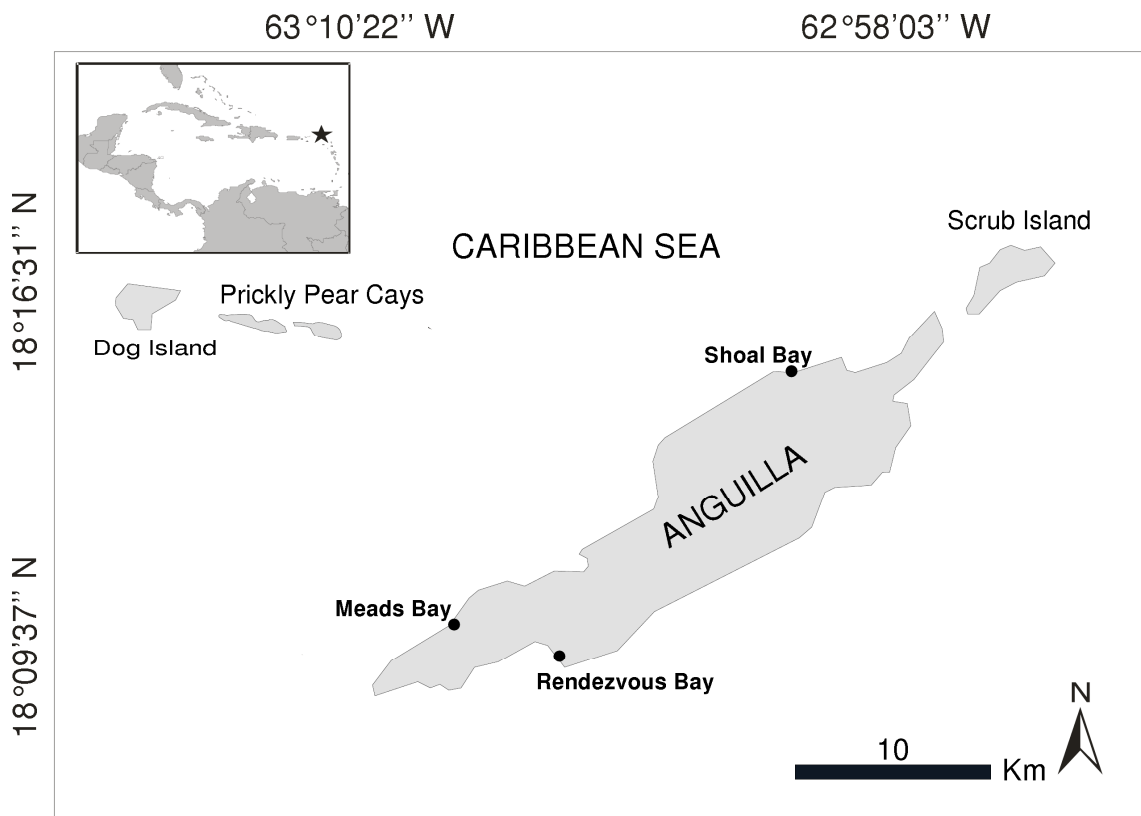 63°10'22'' W
62°58'03'' W
18°16'31'' N
18°09'37'' N
CARIBBEAN SEA
Scrub Island
Prickly Pear Cays
Dog Island
Shoal Bay
ANGUILLA
Meads Bay
Rendezvous Bay
N
10
Km